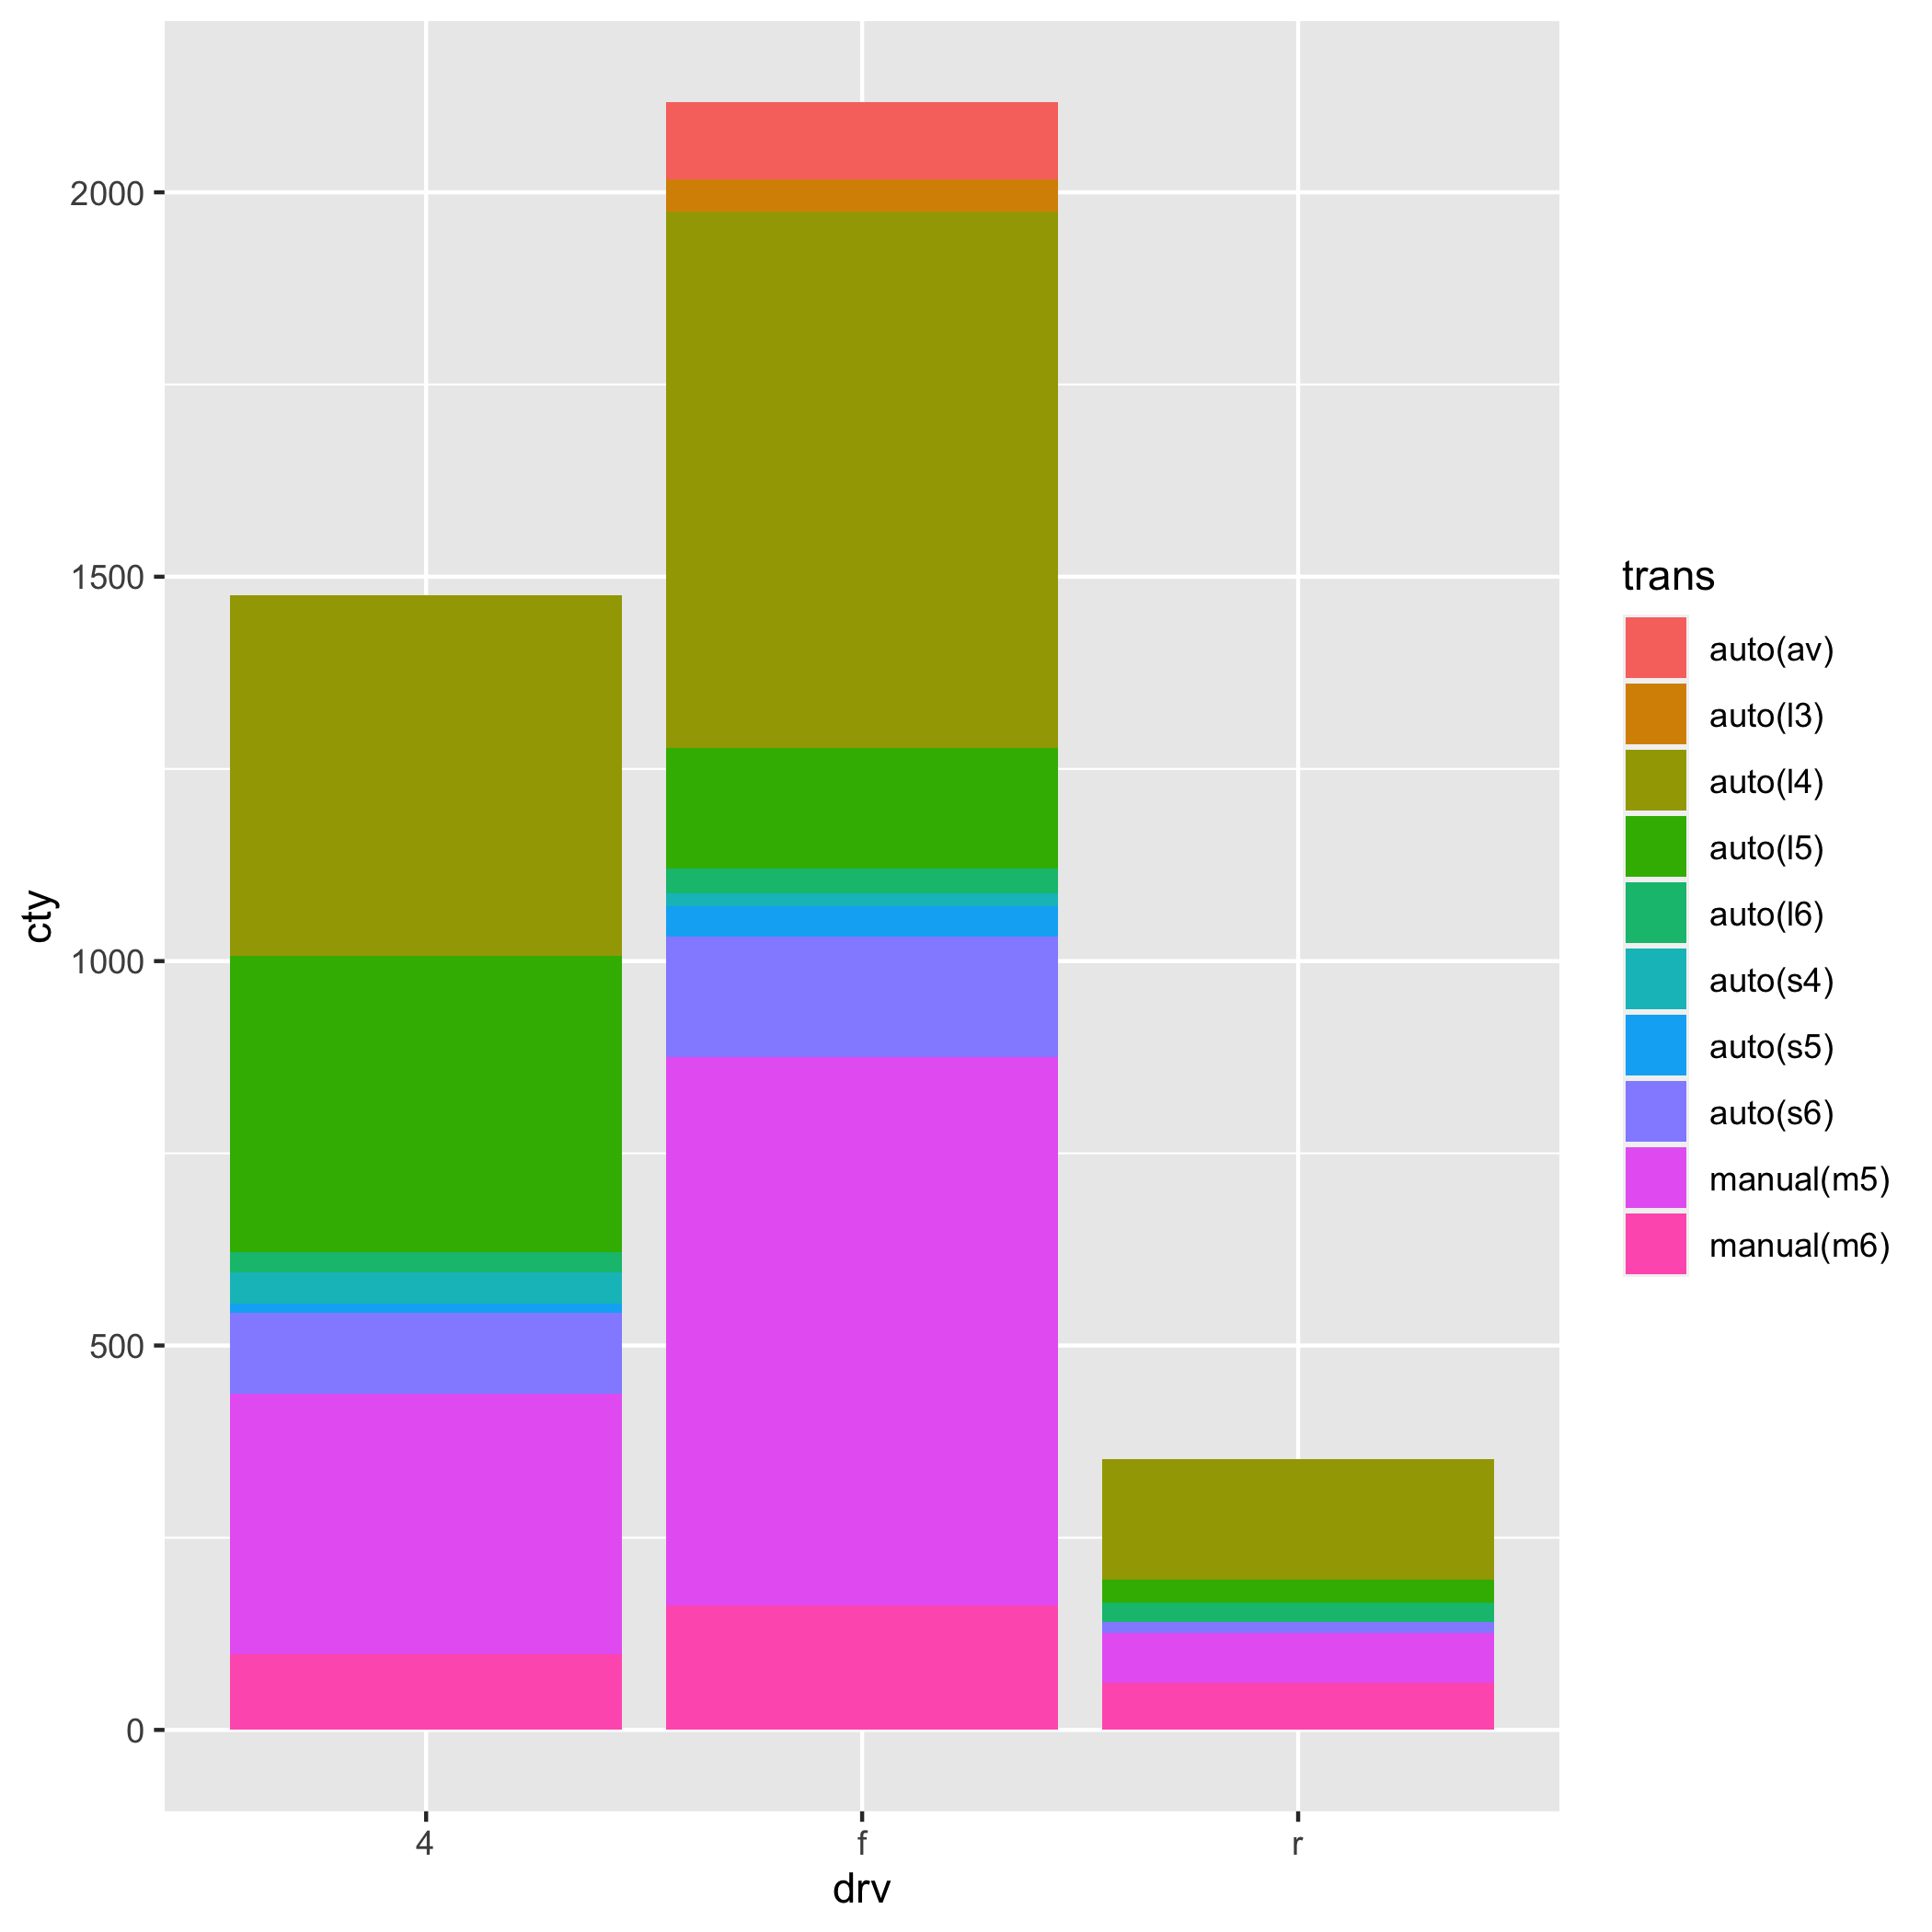 2000
1500
1000
500
0
cty
4 f r
drv
trans
auto(av)
auto(l3)
auto(l4)
auto(l5)
auto(l6)
auto(s4)
auto(s5)
auto(s6)
manual(m5)
manual(m6)